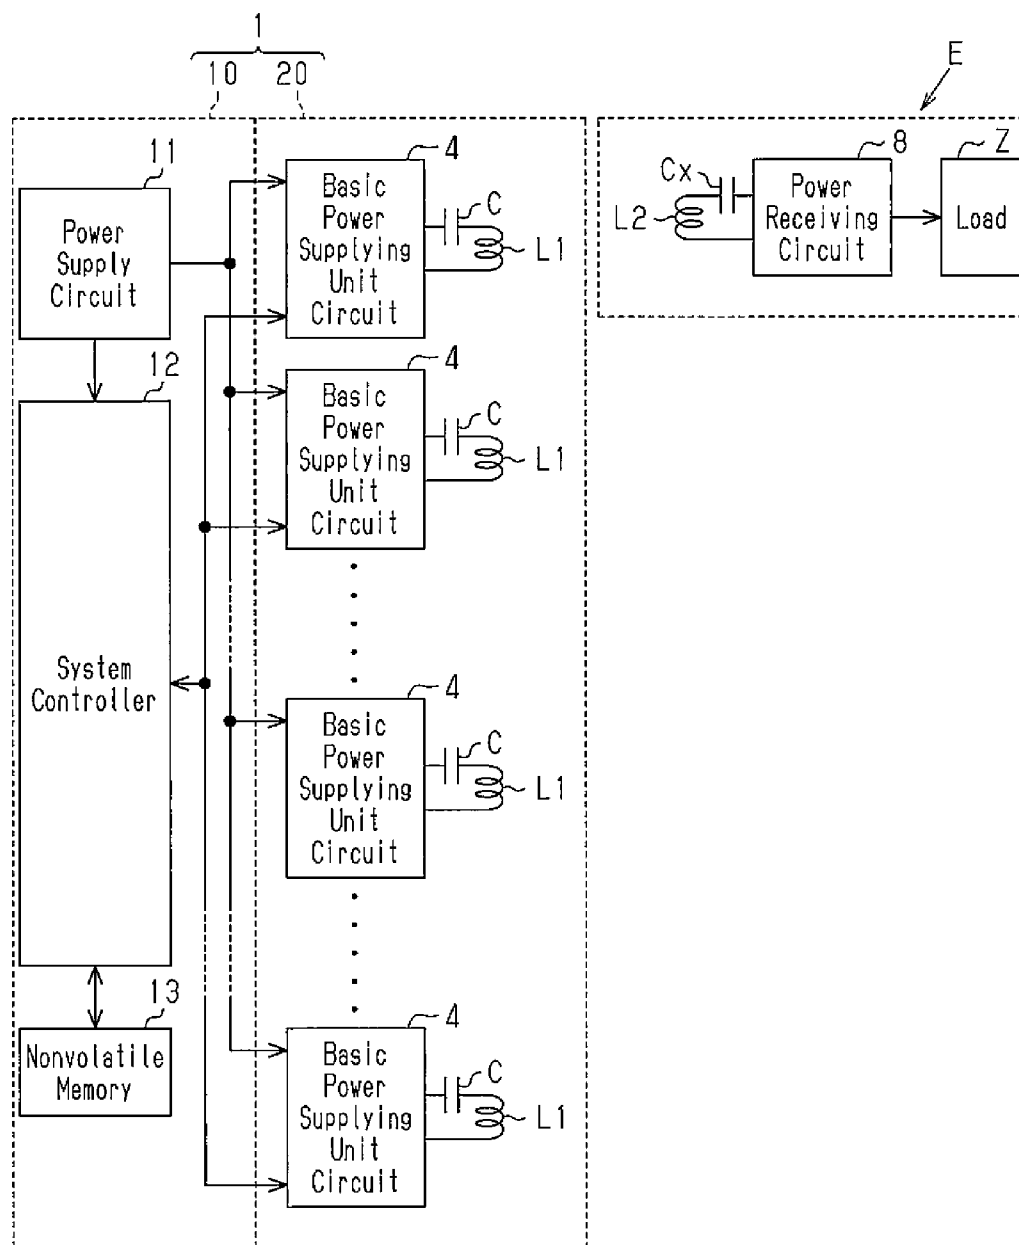 1
10 20
E
11
Power
Supply
Circuit
12
System
Controller
13
Nonvolatile
Memory
4
Basic
Power
Supplying
Unit
Circuit
C
L1
4
Basic
Power
Supplying
Unit
Circuit
C
L1
4
Basic
Power
Supplying
Unit
Circuit
C
L1
4
Basic
Power
Supplying
Unit
Circuit
C
L1
Cx
L2
8
Power
Receiving
Circuit
Z
Load